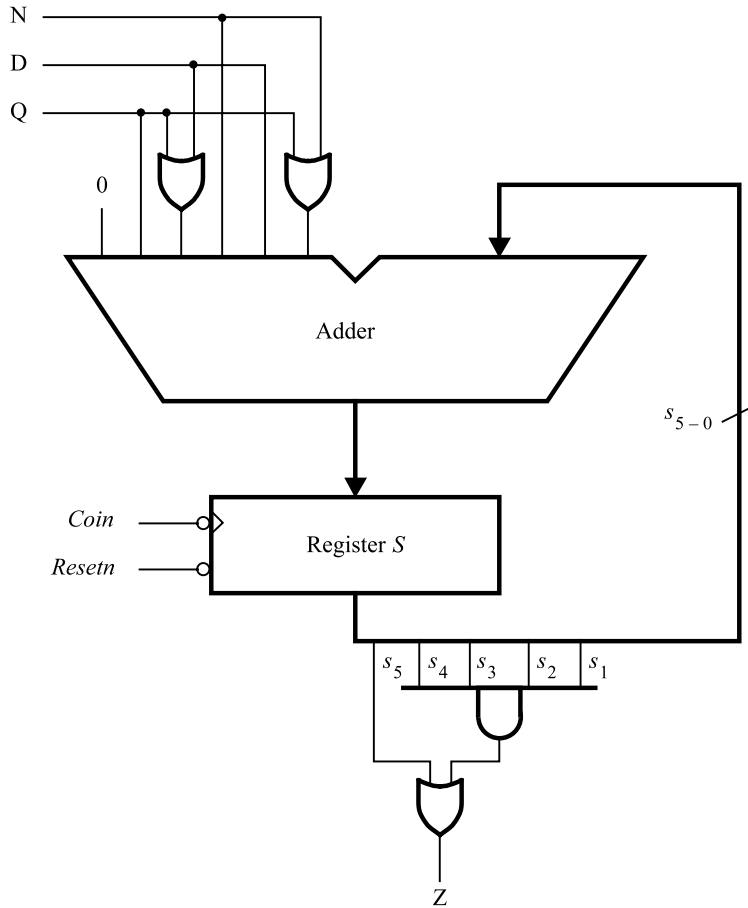 N
D
Q
0
Adder
s5–0
Coin
Register S
Resetn
s5 s4 s3 s2 s1
Z